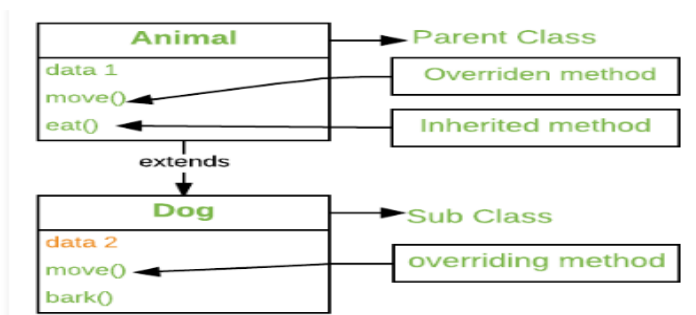 Animal
Parent Class
data 1
Overriden method
move()
eat()
Inherited method
extends
Dog
Sub Class
data 2
move()
overriding method
bark()